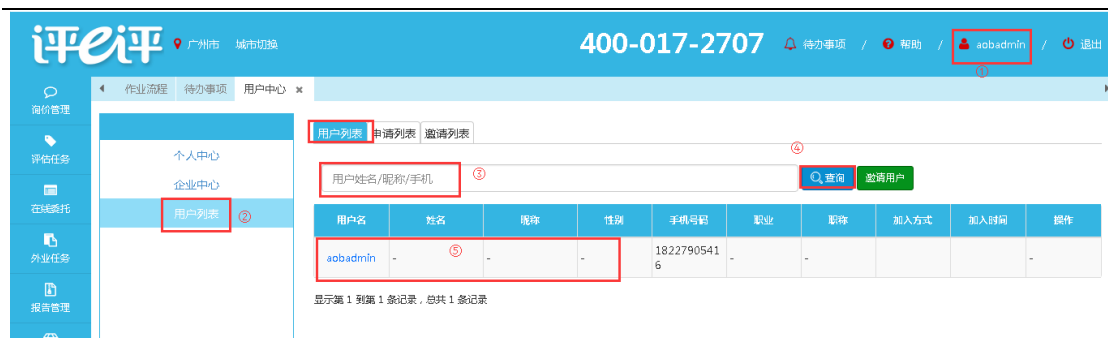 评e评 广州市 城市切换 400-017-2707 待办事项 / 帮助 / aobadmin / 退出
①
询价管理
评估任务
在线委托
外业任务
报告管理
作业流程 待办事项 用户中心 ×
个人中心
企业中心
用户列表 ②
用户列表 申请列表 邀请列表
④
用户姓名/昵称/手机 ③ 查询 邀请用户
用户名 姓名 昵称 性别 手机号码 职业 职称 加入方式 加入时间 操作
aobadmin - ⑤ - - 1822790541 - - -
6
显示第 1 到第 1 条记录，总共 1 条记录